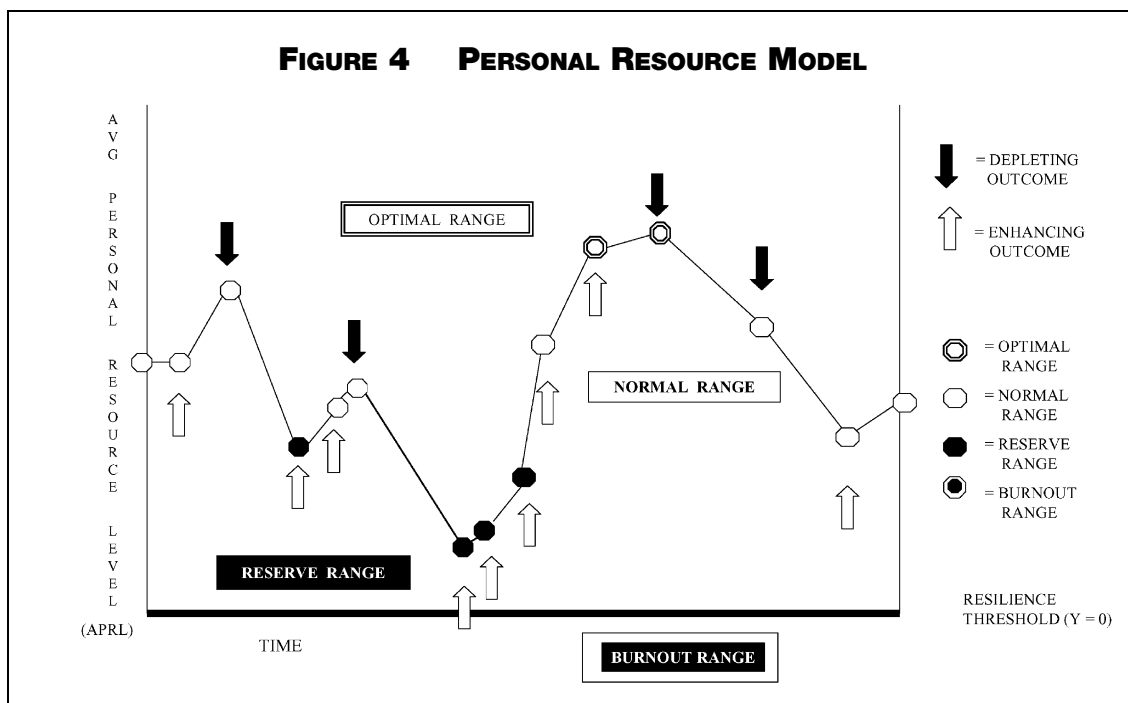 FIGURE 4 PERSONAL RESOURCE MODEL
AVG PERSONAL RESOURCE LEVEL
(APRL)
OPTIMAL RANGE
NORMAL RANGE
RESERVE RANGE
BURNOUT RANGE
TIME
= DEPLETING
OUTCOME
= ENHANCING
OUTCOME
= OPTIMAL
RANGE
= NORMAL
RANGE
= RESERVE
RANGE
= BURNOUT
RANGE
RESILIENCE
THRESHOLD (Y = 0)